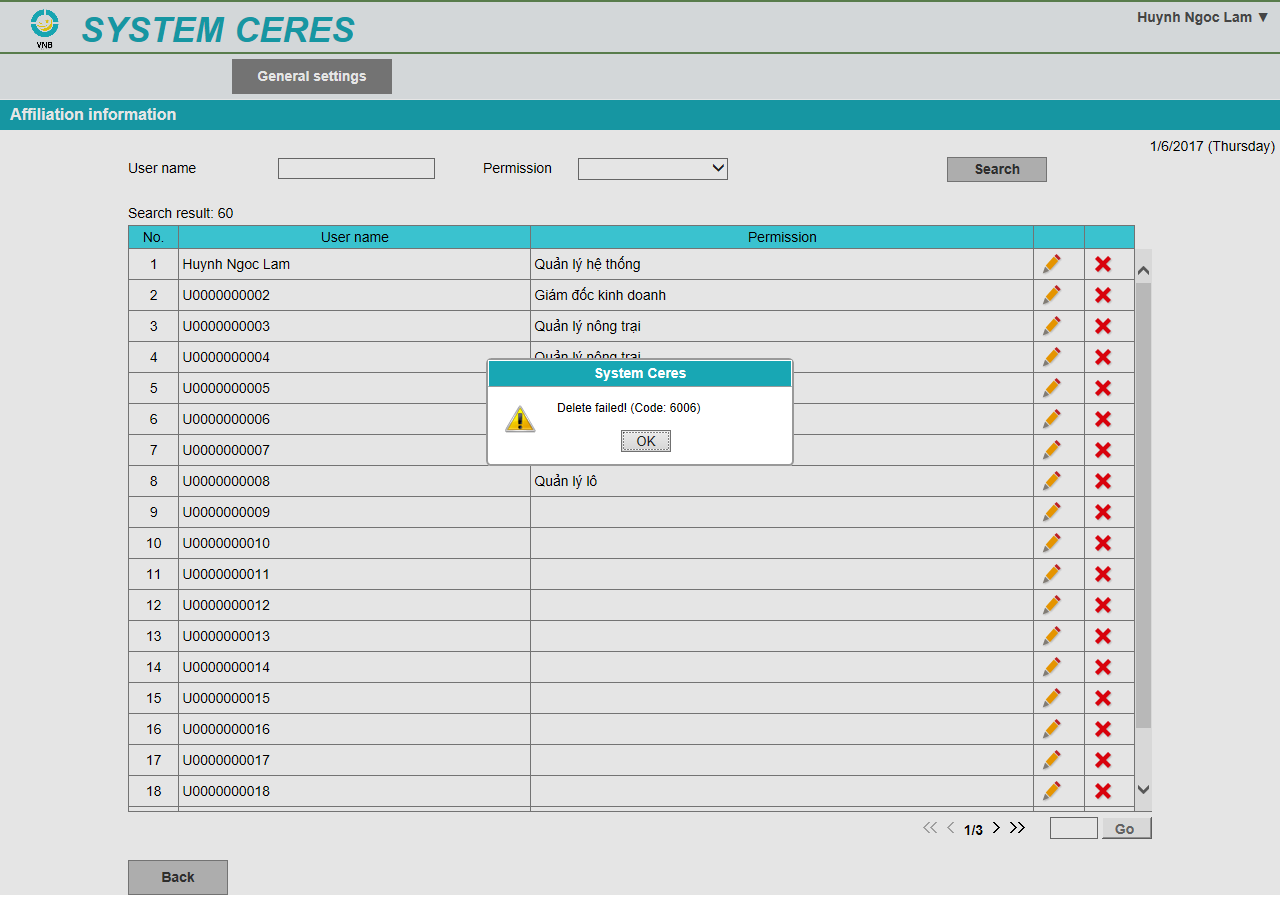 VNB
SYSTEM CERES
Huynh Ngoc Lam ▼
General settings
Affiliation information
1/6/2017 (Thursday)
User name
Permission
Search
Search result: 60
No. User name Permission
1 Huynh Ngoc Lam Quản lý hệ thống
2 U0000000002 Giám đốc kinh doanh
3 U0000000003 Quản lý nông trại
4 U0000000004 Quản lý nông trại
5 U0000000005
6 U0000000006
7 U0000000007
System Ceres
Delete failed! (Code: 6006)
OK
8 U0000000008 Quản lý lô
9 U0000000009
10 U0000000010
11 U0000000011
12 U0000000012
13 U0000000013
14 U0000000014
15 U0000000015
16 U0000000016
17 U0000000017
18 U0000000018
1/3
Go
Back